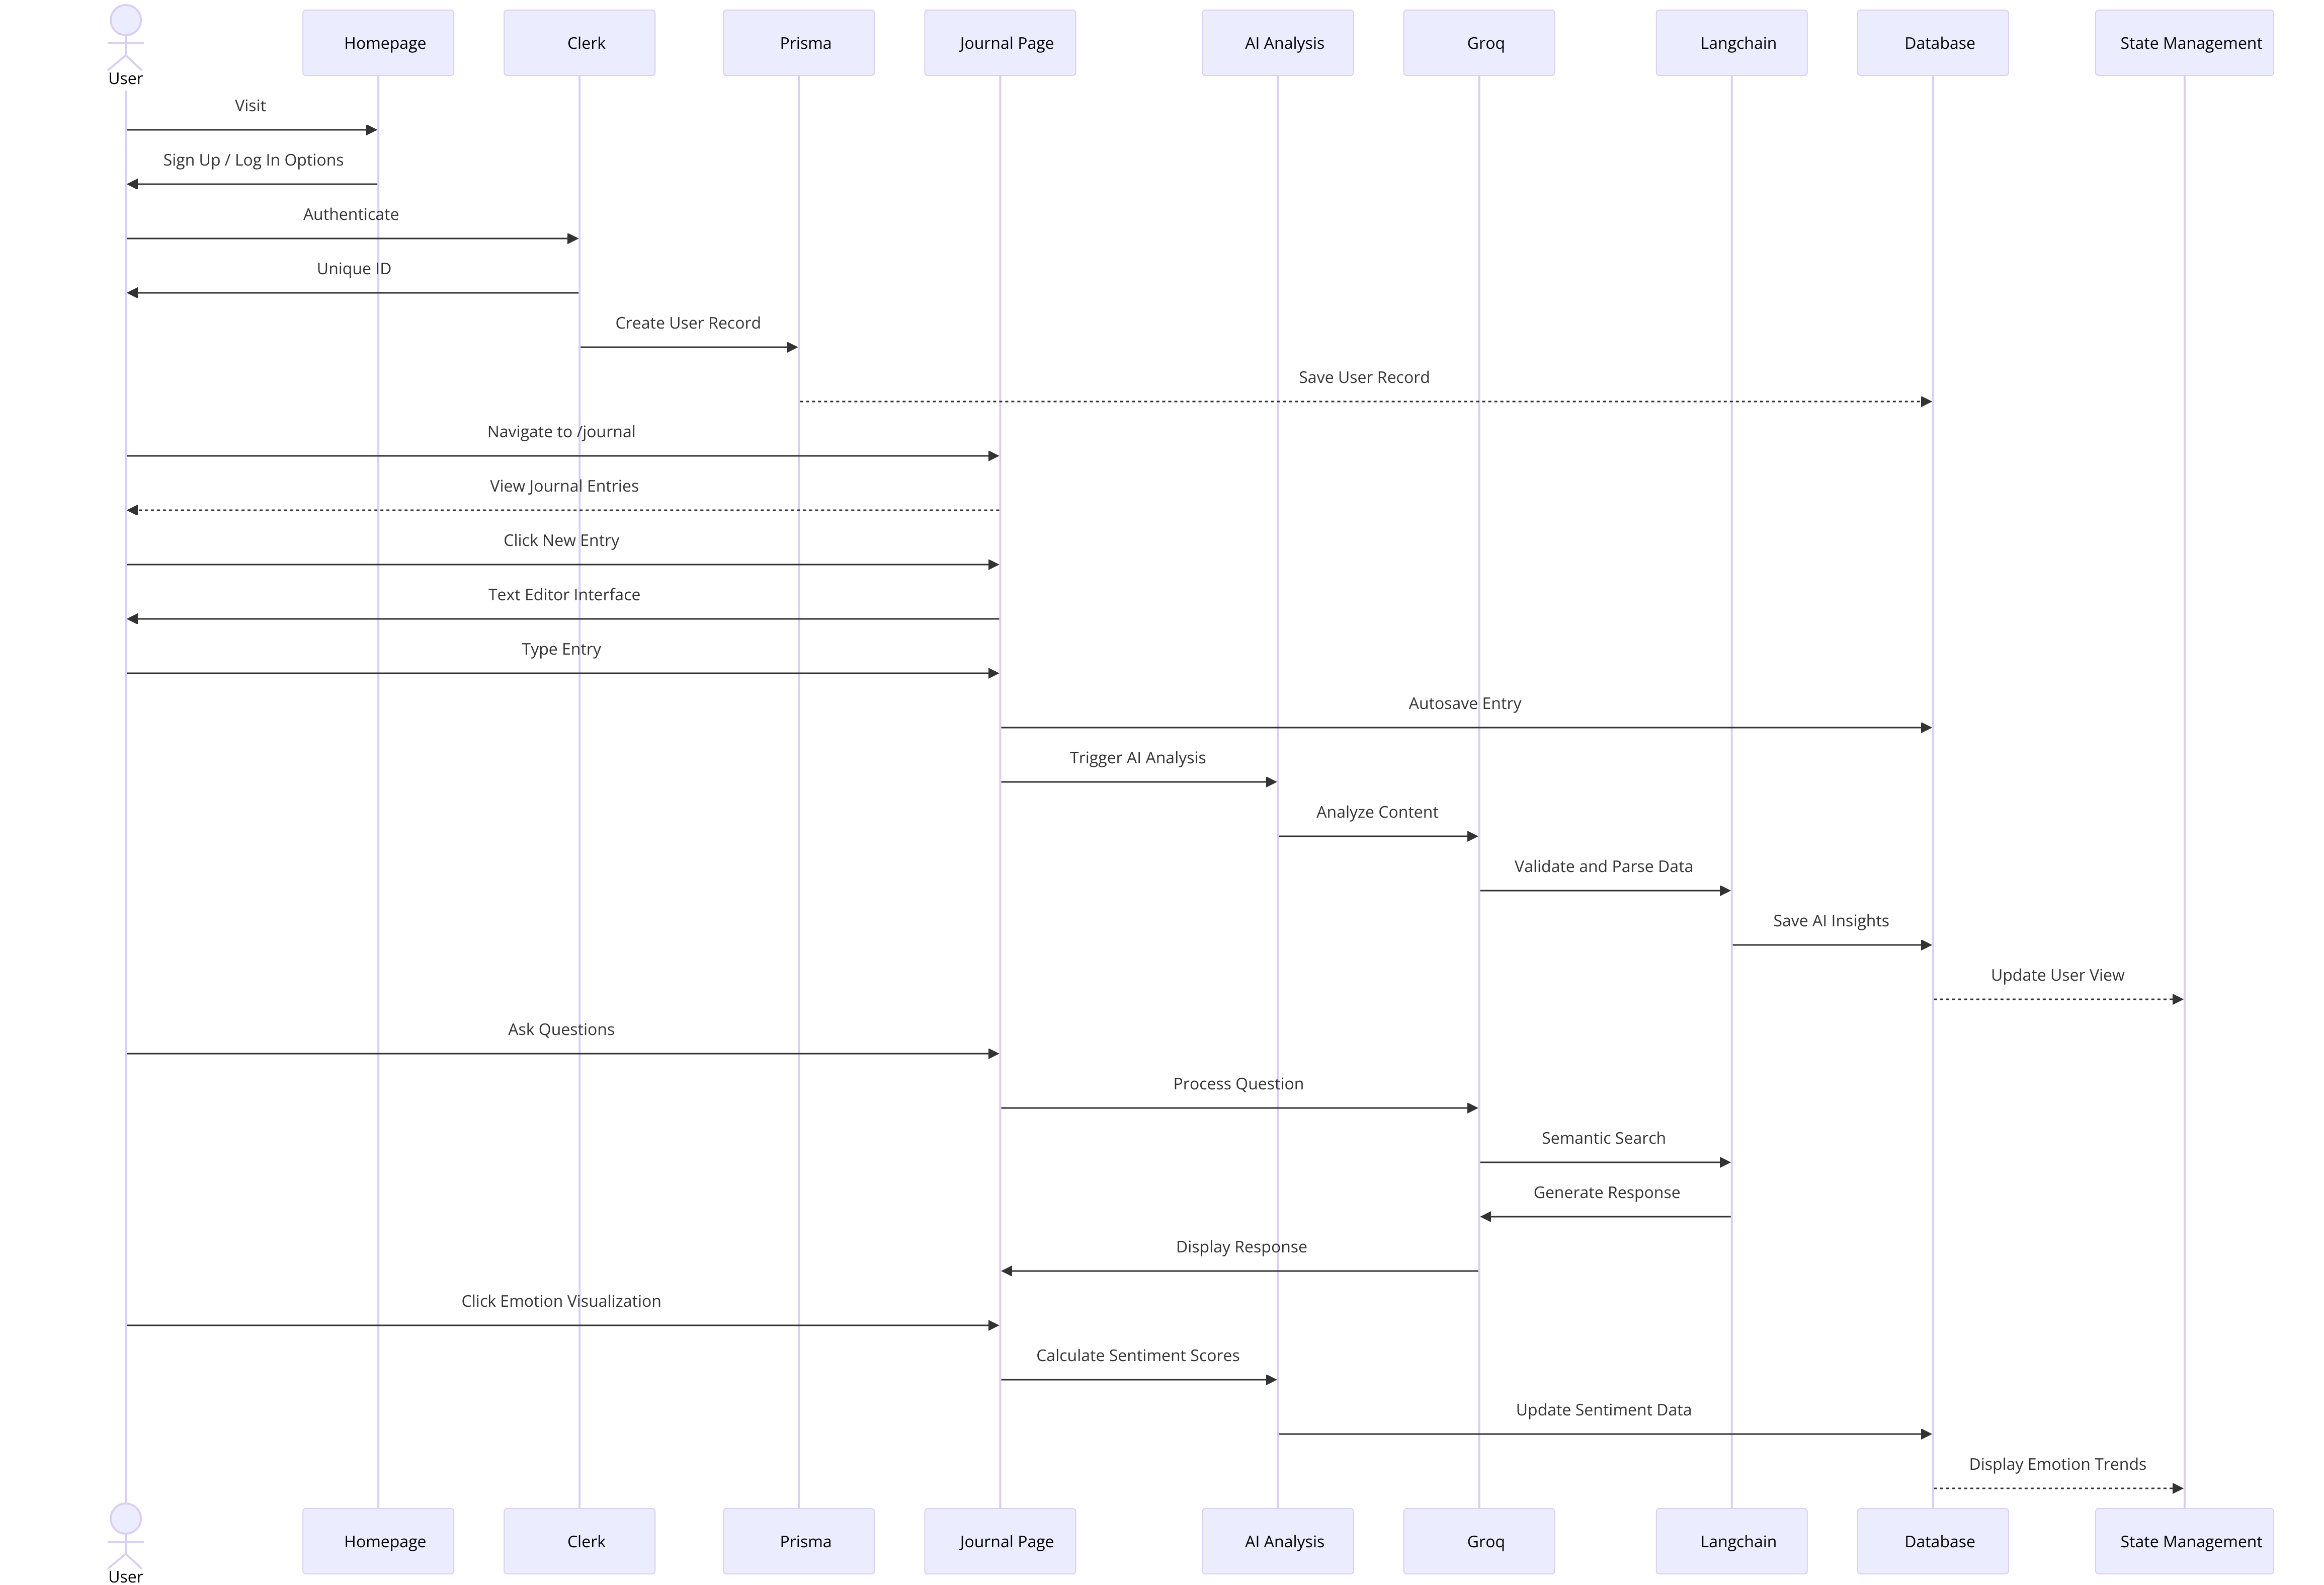 User
Homepage
Clerk
Prisma
Journal Page
AI Analysis
Groq
Langchain
Database
State Management
Visit
Sign Up / Log In Options
Authenticate
Unique ID
Create User Record
Save User Record
Navigate to /journal
View Journal Entries
Click New Entry
Text Editor Interface
Type Entry
Autosave Entry
Trigger AI Analysis
Analyze Content
Validate and Parse Data
Save AI Insights
Update User View
Ask Questions
Process Question
Semantic Search
Generate Response
Display Response
Click Emotion Visualization
Calculate Sentiment Scores
Update Sentiment Data
Display Emotion Trends
User
Homepage
Clerk
Prisma
Journal Page
AI Analysis
Groq
Langchain
Database
State Management